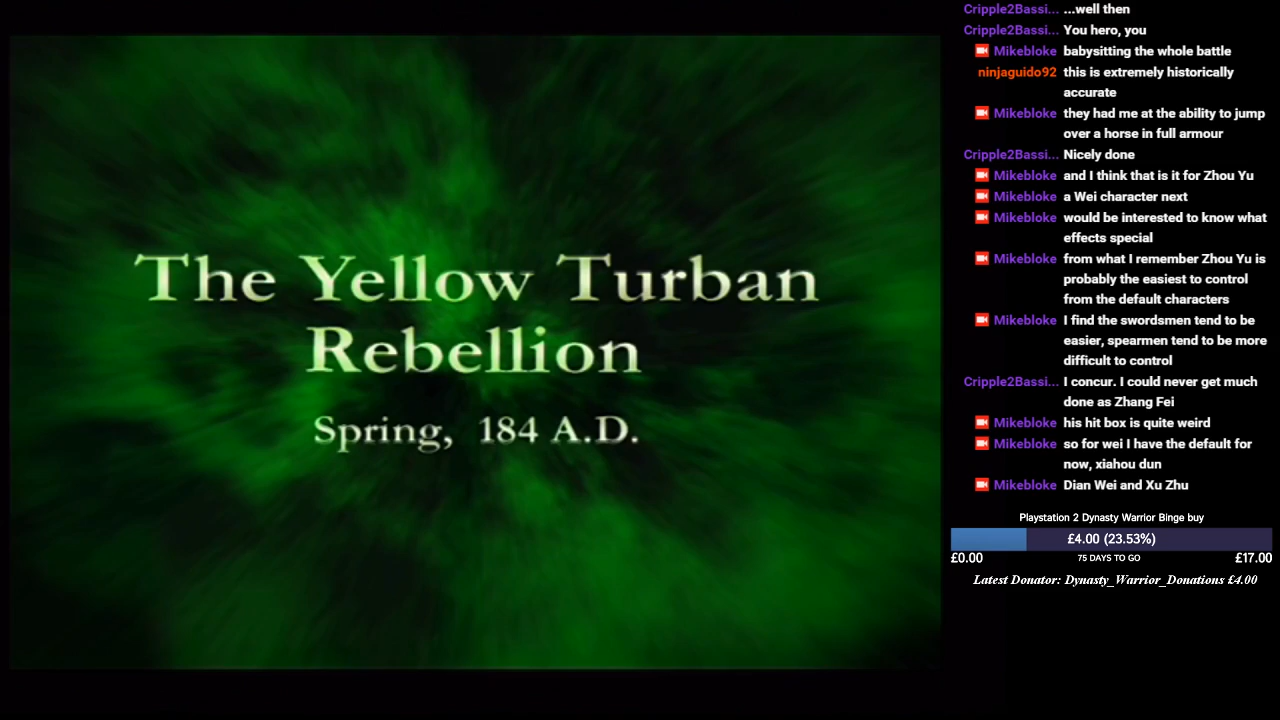 The Yellow Turban
Rebellion
Spring, 184 A.D.
Cripple2Bassi... ...well then
Cripple2Bassi... You hero, you
Mikebloke babysitting the whole battle
ninjaguido92 this is extremely historically
accurate
Mikebloke they had me at the ability to jump
over a horse in full armour
Cripple2Bassi... Nicely done
Mikebloke and I think that is it for Zhou Yu
Mikebloke a Wei character next
Mikebloke would be interested to know what
effects special
Mikebloke from what I remember Zhou Yu is
probably the easiest to control
from the default characters
Mikebloke I find the swordsmen tend to be
easier, spearmen tend to be more
difficult to control
Cripple2Bassi... I concur. I could never get much
done as Zhang Fei
Mikebloke his hit box is quite weird
Mikebloke so for wei I have the default for
now, xiahou dun
Mikebloke Dian Wei and Xu Zhu
Playstation 2 Dynasty Warrior Binge buy
£4.00 (23.53%)
£0.00 75 DAYS TO GO £17.00
Latest Donator: Dynasty_Warrior_Donations £4.00